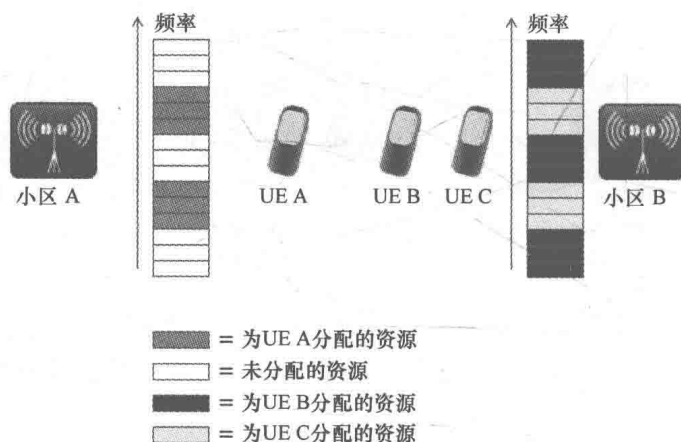 频率
频率
小区 A
UE A
UE B
UE C
小区 B
= 为UE A分配的资源
= 未分配的资源
= 为UE B分配的资源
= 为UE C分配的资源